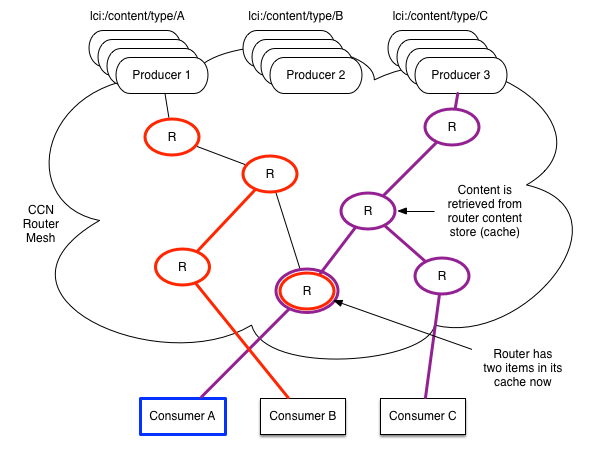 lci:/content/type/A
lci:/content/type/B
lci:/content/type/C
Producer 1
Producer 2
Producer 3
R
R
R
CCN
Router
Mesh
R
Content is
retrieved from
router content
store (cache)
R
R
R
Router has
two items in its
cache now
Consumer A
Consumer B
Consumer C